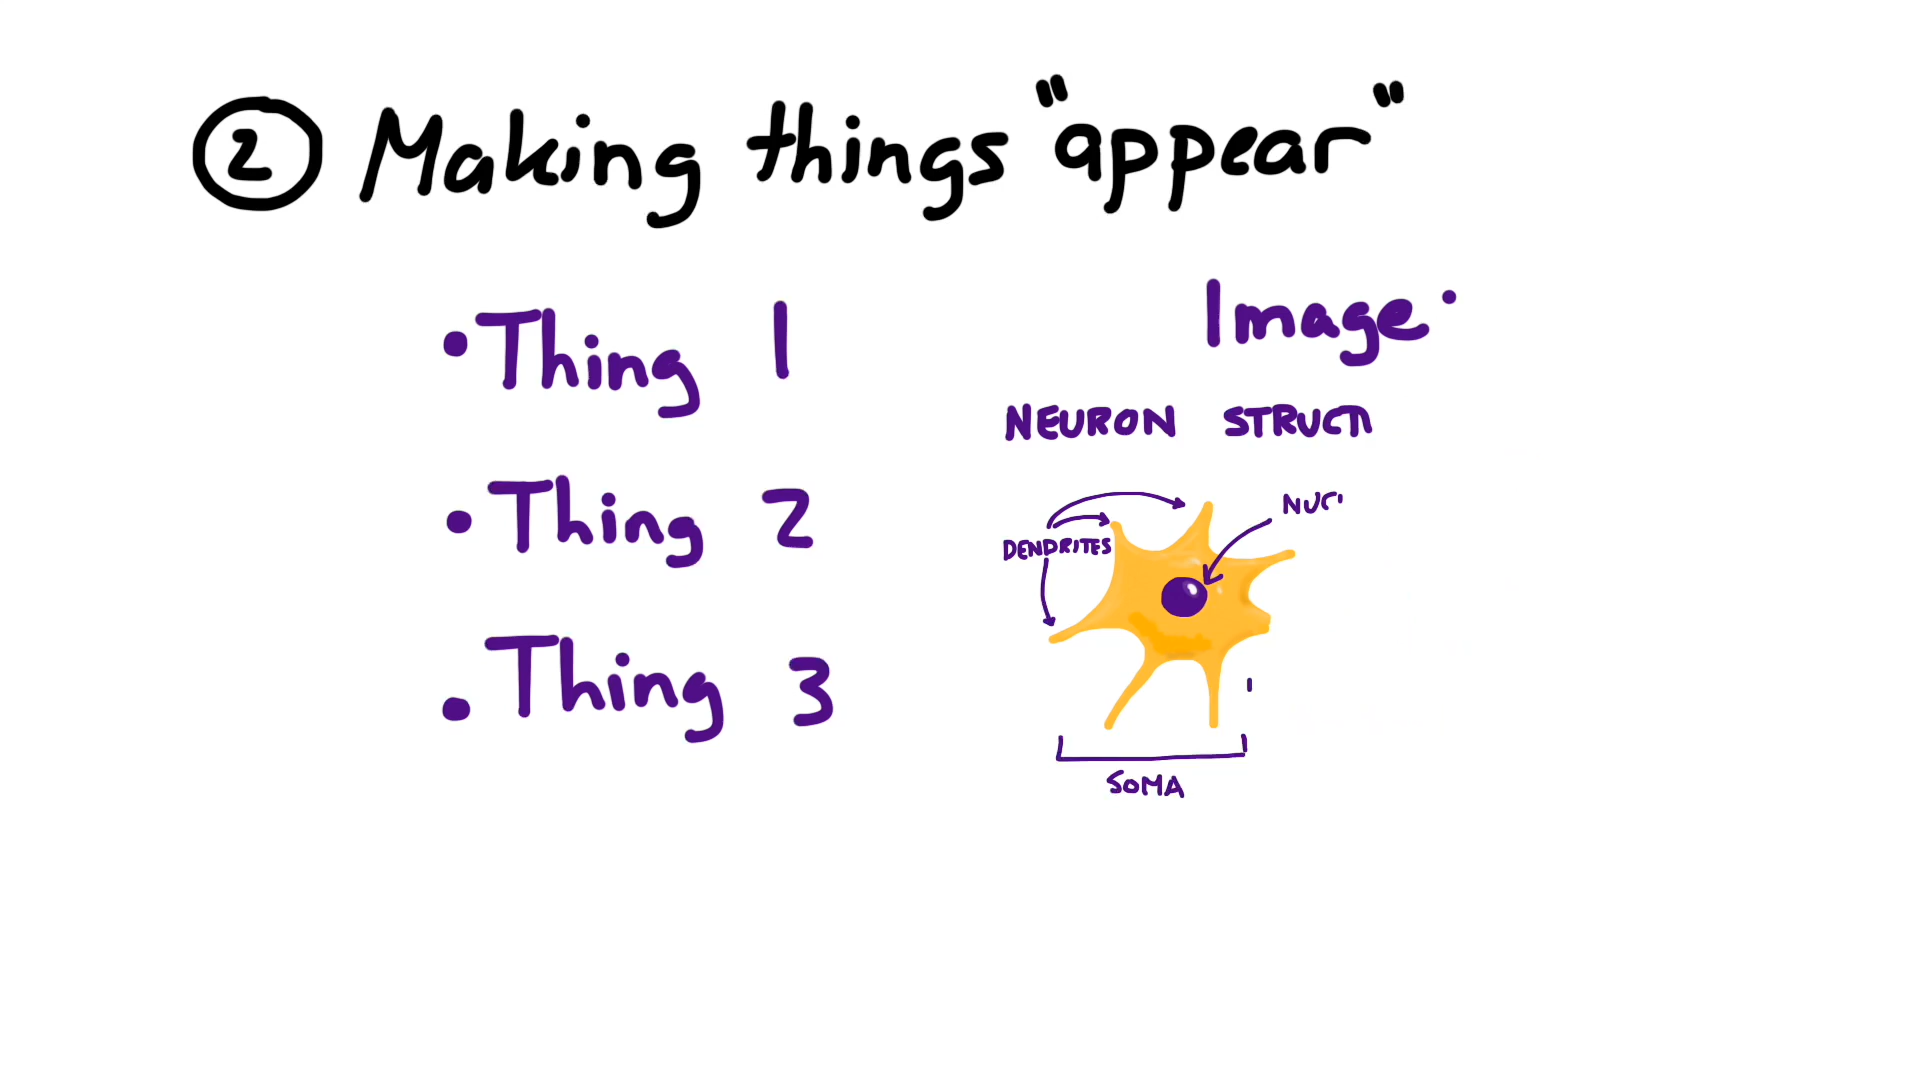 2 Making things "appear"
• Thing 1
• Thing 2
• Thing 3
Image
NEURON STRUCT
NUC
DENDRITES
SOMA